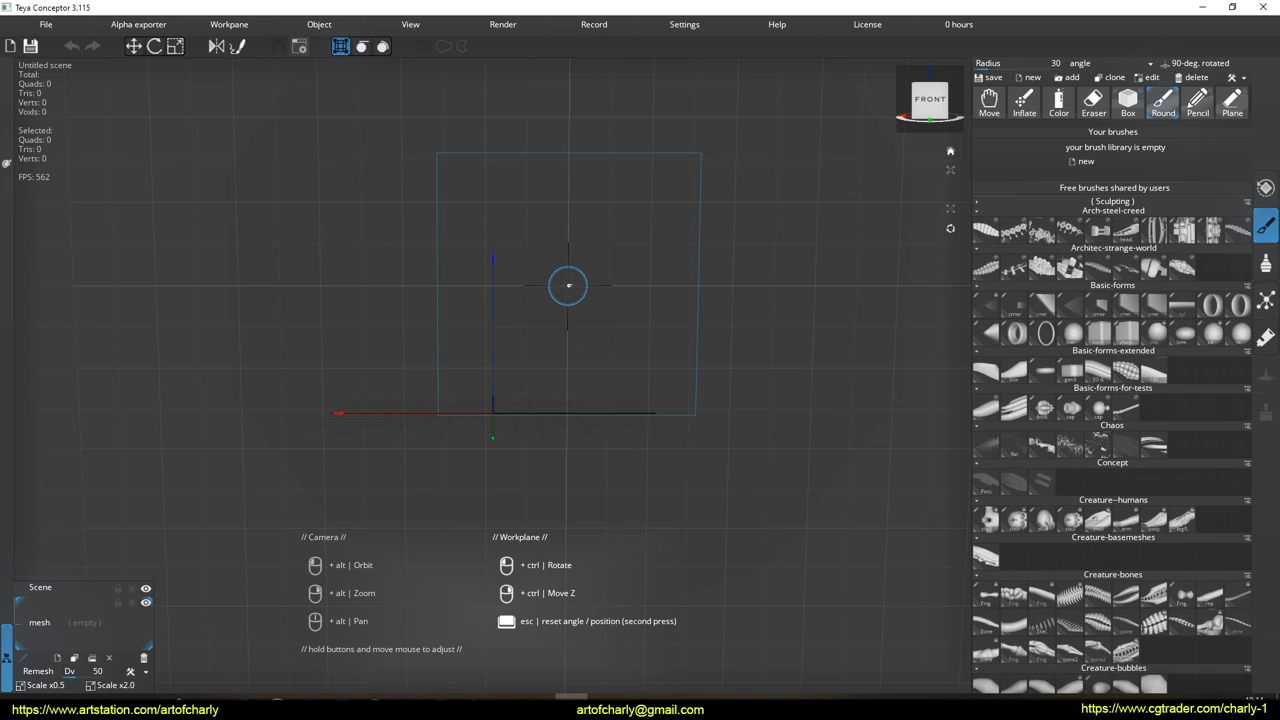 Teya Conceptor 3.115
File Alpha exporter Workpane Object View Render Record Settings Help License 0 hours
Untitled scene
Total:
Quads: 0
Tris: 0
Verts: 0
Voxls: 0
Selected:
Quads: 0
Tris: 0
Verts: 0
FPS: 562
FRONT
Radius 30 angle 90-deg. rotated
save new add clone edit delete
Move Inflate Color Eraser Box Round Pencil Plane
Your brushes
your brush library is empty
new
Free brushes shared by users
( Sculpting )
Arch-steel-creed
Architec-strange-world
Basic-forms
Basic-forms-extended
Basic-forms-for-tests
Chaos
Concept
Creature--humans
Creature-basemeshes
Creature-bones
Creature-bubbles
// Camera //
+ alt | Orbit
+ alt | Zoom
+ alt | Pan
// hold buttons and move mouse to adjust //
// Workplane //
+ ctrl | Rotate
+ ctrl | Move Z
esc | reset angle / position (second press)
Scene
mesh ( empty )
Remesh Dv 50
Scale x0.5 Scale x2.0
https://www.artstation.com/artofcharly
artofcharly@gmail.com
https://www.cgtrader.com/charly-1